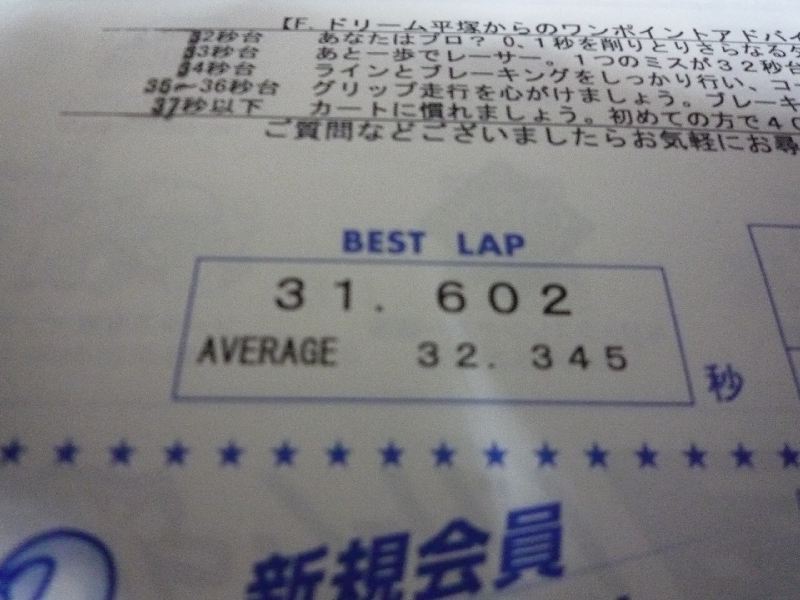 【F.ドリーム平塚からのワンポイントアドバイ
32秒台 あなたはプロ? 0.1秒を削りとりさらなる
33秒台 あと一歩でレーサー。1つのミスが32秒台
34秒台 ラインとブレーキングをしっかり行い、コー
35~36秒台 グリップ走行を心がけましょう。ブレーキ
37秒以下 カートに慣れましょう。初めての方で40
ご質問などございましたらお気軽にお尋
BEST LAP
31.602
AVERAGE 32.345
秒
新規会員